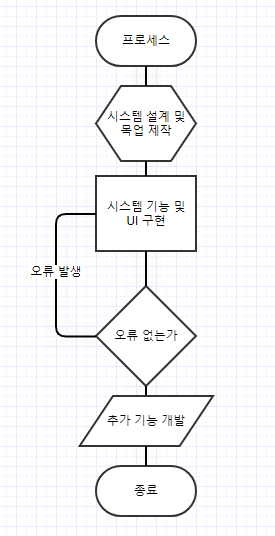 프로세스
시스템 설계 및
목업 제작
시스템 기능 및
UI 구현
오류 발생
오류 없는가
추가 기능 개발
종료